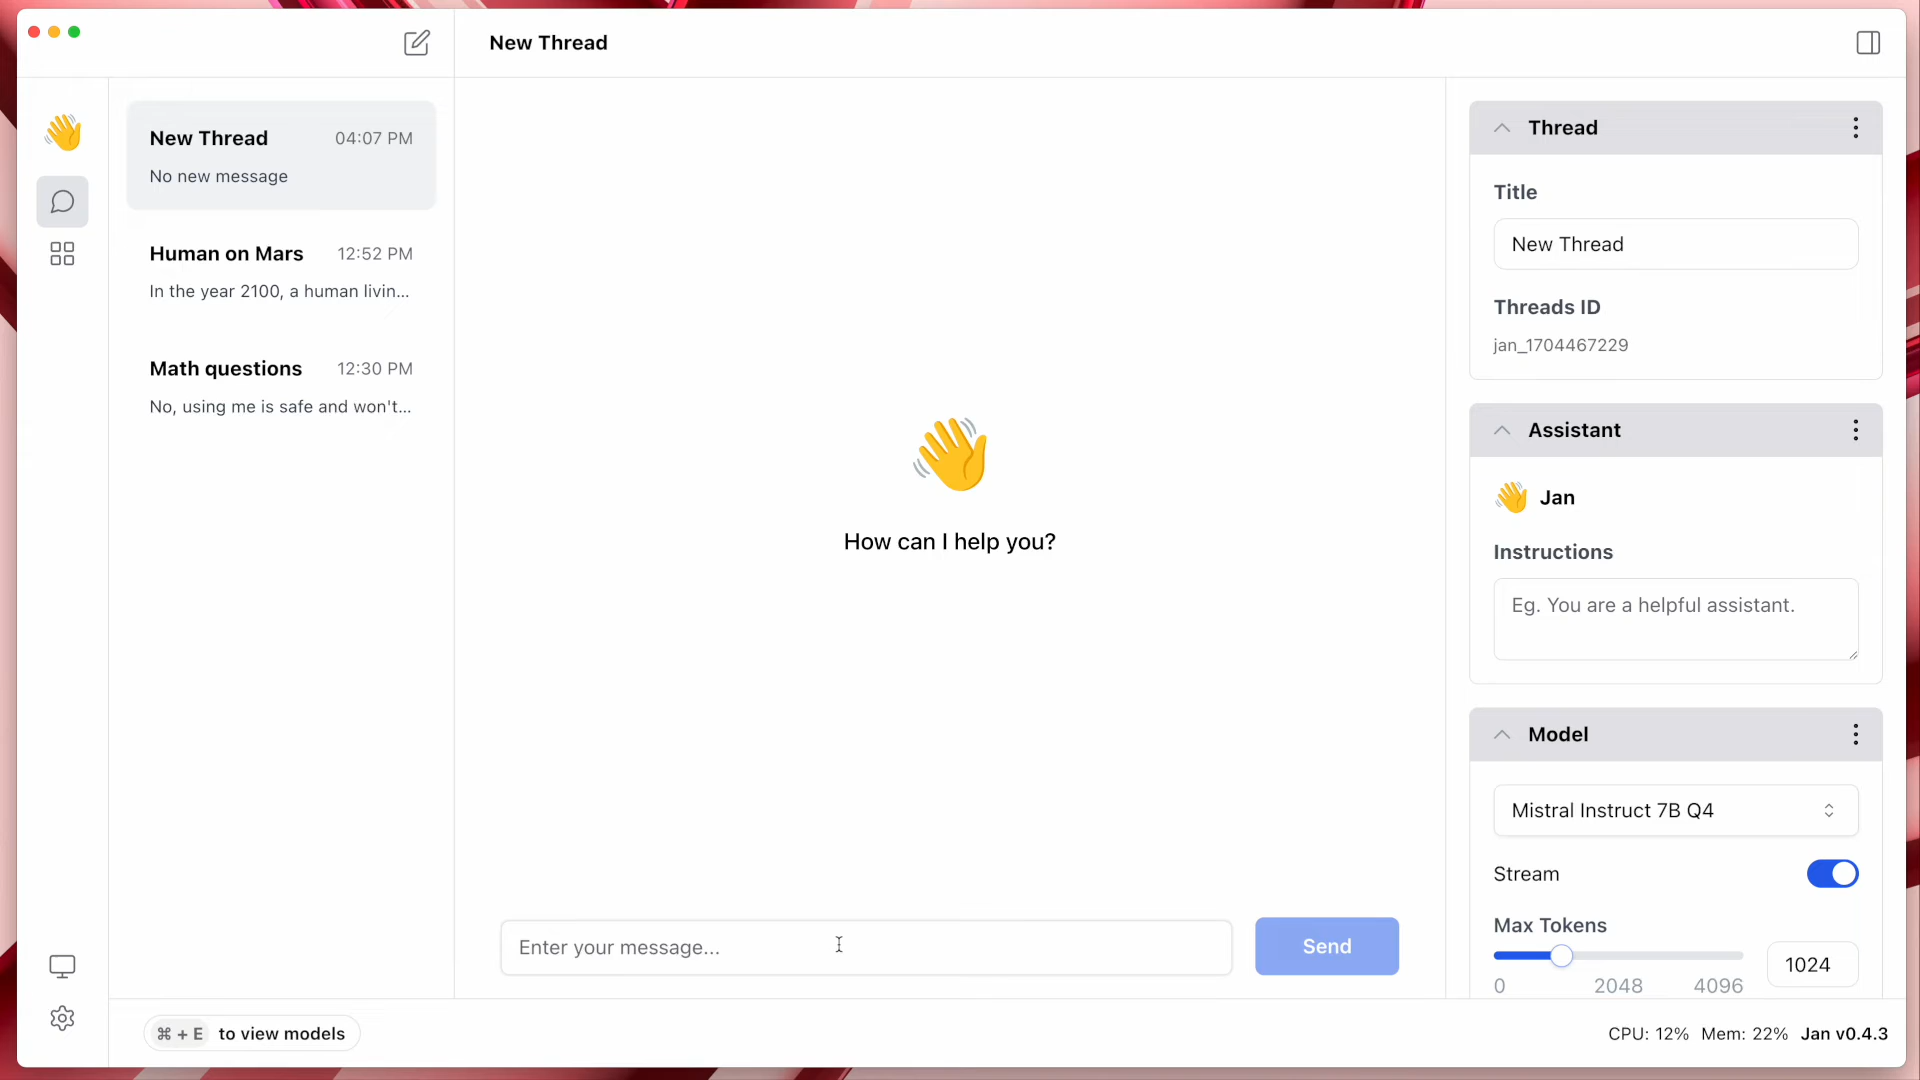 New Thread
New Thread 04:07 PM
No new message
Human on Mars 12:52 PM
In the year 2100, a human livin...
Math questions 12:30 PM
No, using me is safe and won't...
How can I help you?
Enter your message...
Send
Thread
Title
New Thread
Threads ID
jan_1704467229
Assistant
Jan
Instructions
Eg. You are a helpful assistant.
Model
Mistral Instruct 7B Q4
Stream
Max Tokens
1024
0 2048 4096
⌘ + E to view models
CPU: 12% Mem: 22% Jan v0.4.3